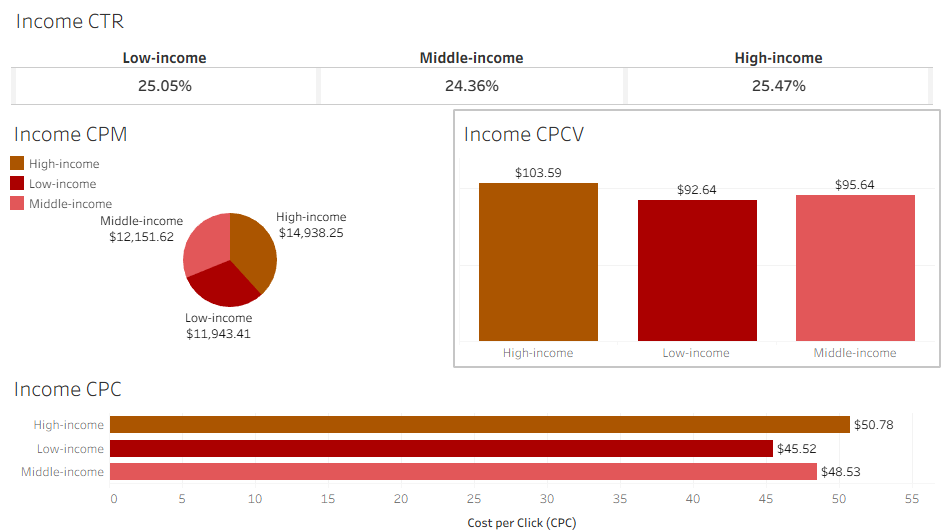 Income CTR
Low-income Middle-income High-income
25.05% 24.36% 25.47%
Income CPM
High-income
Low-income
Middle-income
Middle-income
$12,151.62
High-income
$14,938.25
Low-income
$11,943.41
Income CPCV
$103.59 $92.64 $95.64
High-income Low-income Middle-income
Income CPC
High-income $50.78
Low-income $45.52
Middle-income $48.53
0 5 10 15 20 25 30 35 40 45 50 55
Cost per Click (CPC)